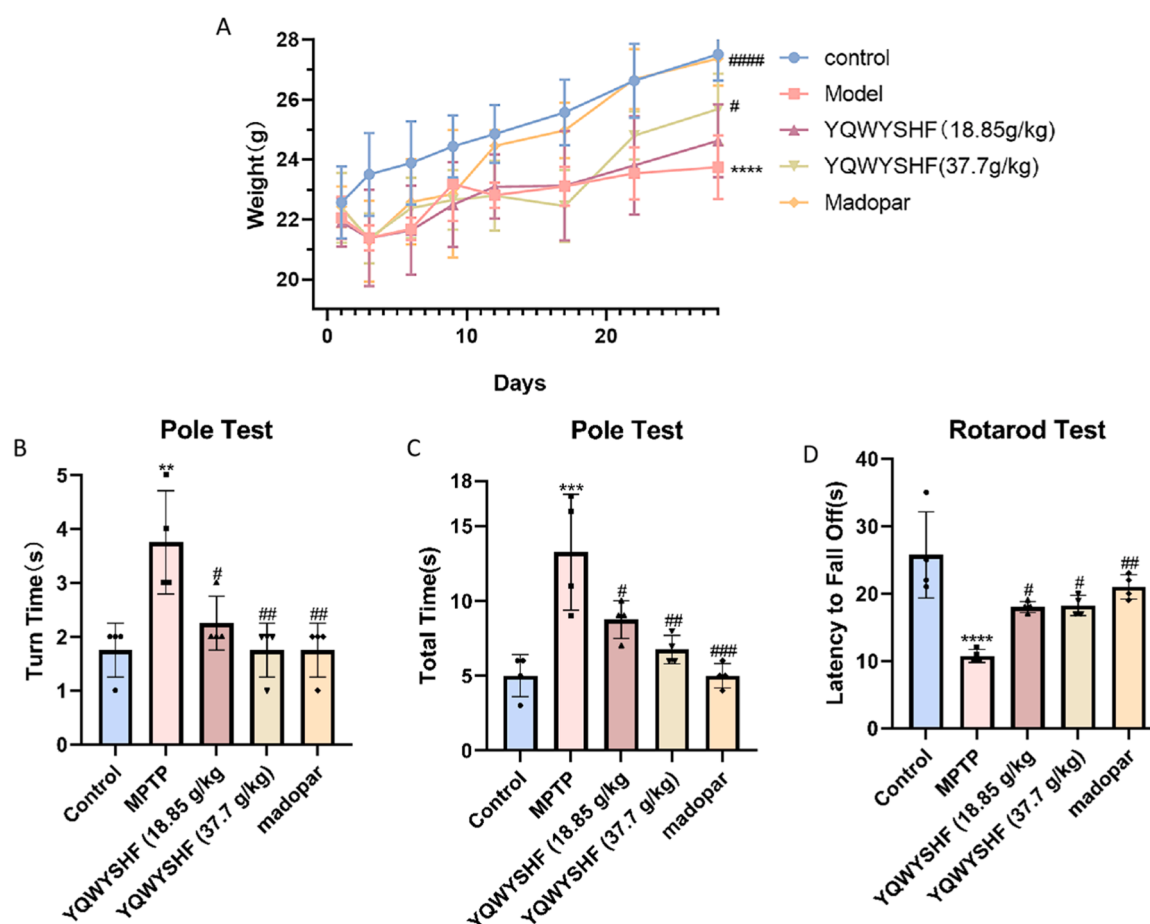 A
28
26
24
22
20
Weight(g)
0
20
Days
####
#
****
control
Model
YQWYSHF(18.85g/kg)
YQWYSHF(37.7g/kg)
Madopar
B
Pole Test
5
4
3
2
1
0
Turn Time(s)
**
#
##
##
Control
MPTP
YQWYSHF (18.85 g/kg)
YQWYSHF (37.7 g/kg)
madopar
C
Pole Test
18
15
13
10
8
5
3
0
Total Time(s)
***
#
##
###
Control
MPTP
YQWYSHF (18.85 g/kg)
YQWYSHF (37.7 g/kg)
madopar
D
Rotarod Test
40
30
20
10
0
Latency to Fall Off(s)
****
#
#
##
Control
MPTP
YQWYSHF (18.85 g/kg
YQWYSHF (37.7 g/kg)
madopar